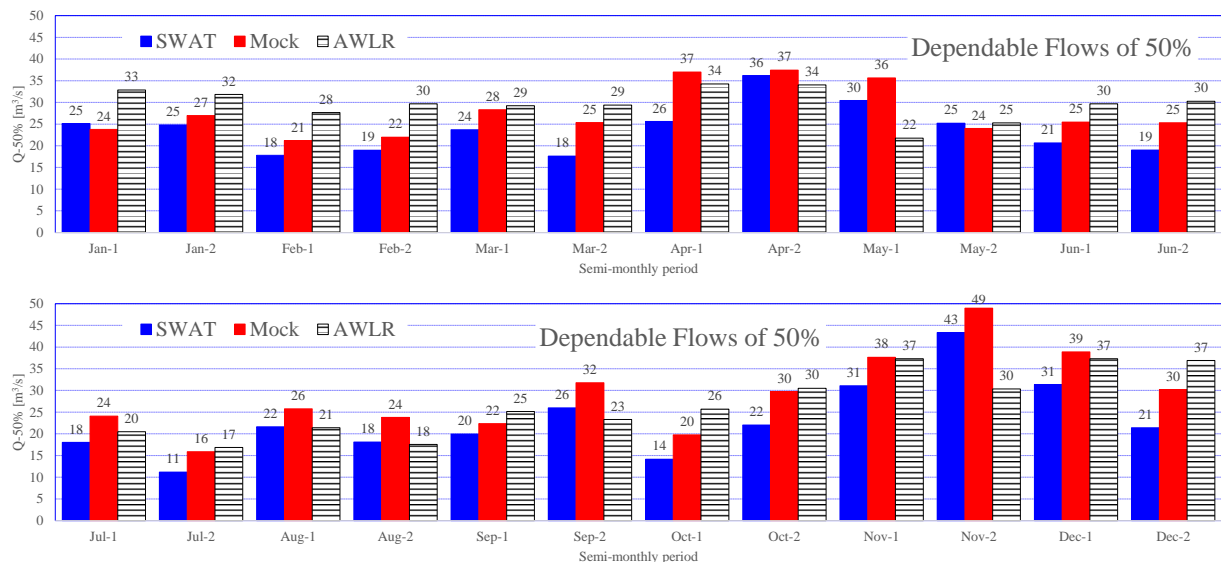 50
45
40
35
30
25
20
15
10
5
0
Q-50% [m³/s]
SWAT Mock AWLR
Dependable Flows of 50%
25 24 33 25 27 32 18 21 28 19 22 30 24 28 29 18 25 29 26 37 34 36 37 34 30 36 22 25 24 25 21 25 30 19 25 30
Jan-1 Jan-2 Feb-1 Feb-2 Mar-1 Mar-2 Apr-1 Apr-2 May-1 May-2 Jun-1 Jun-2
Semi-monthly period
50
45
40
35
30
25
20
15
10
5
0
Q-50% [m³/s]
SWAT Mock AWLR
Dependable Flows of 50%
18 24 20 11 16 17 22 26 21 18 24 18 20 22 25 26 32 23 14 20 26 22 30 30 31 38 37 43 49 30 31 39 37 21 30 37
Jul-1 Jul-2 Aug-1 Aug-2 Sep-1 Sep-2 Oct-1 Oct-2 Nov-1 Nov-2 Dec-1 Dec-2
Semi-monthly period